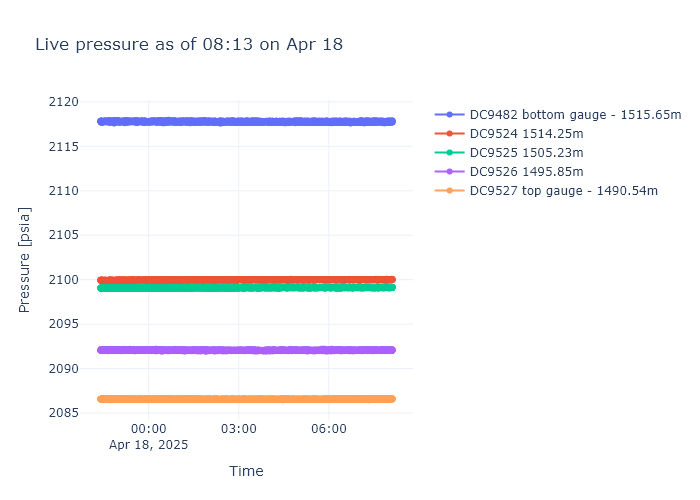 Live pressure as of 08:13 on Apr 18
2120
2115
2110
2105
2100
2095
2090
2085
Pressure [psia]
00:00
Apr 18, 2025
03:00
06:00
Time
DC9482 bottom gauge - 1515.65m
DC9524 1514.25m
DC9525 1505.23m
DC9526 1495.85m
DC9527 top gauge - 1490.54m